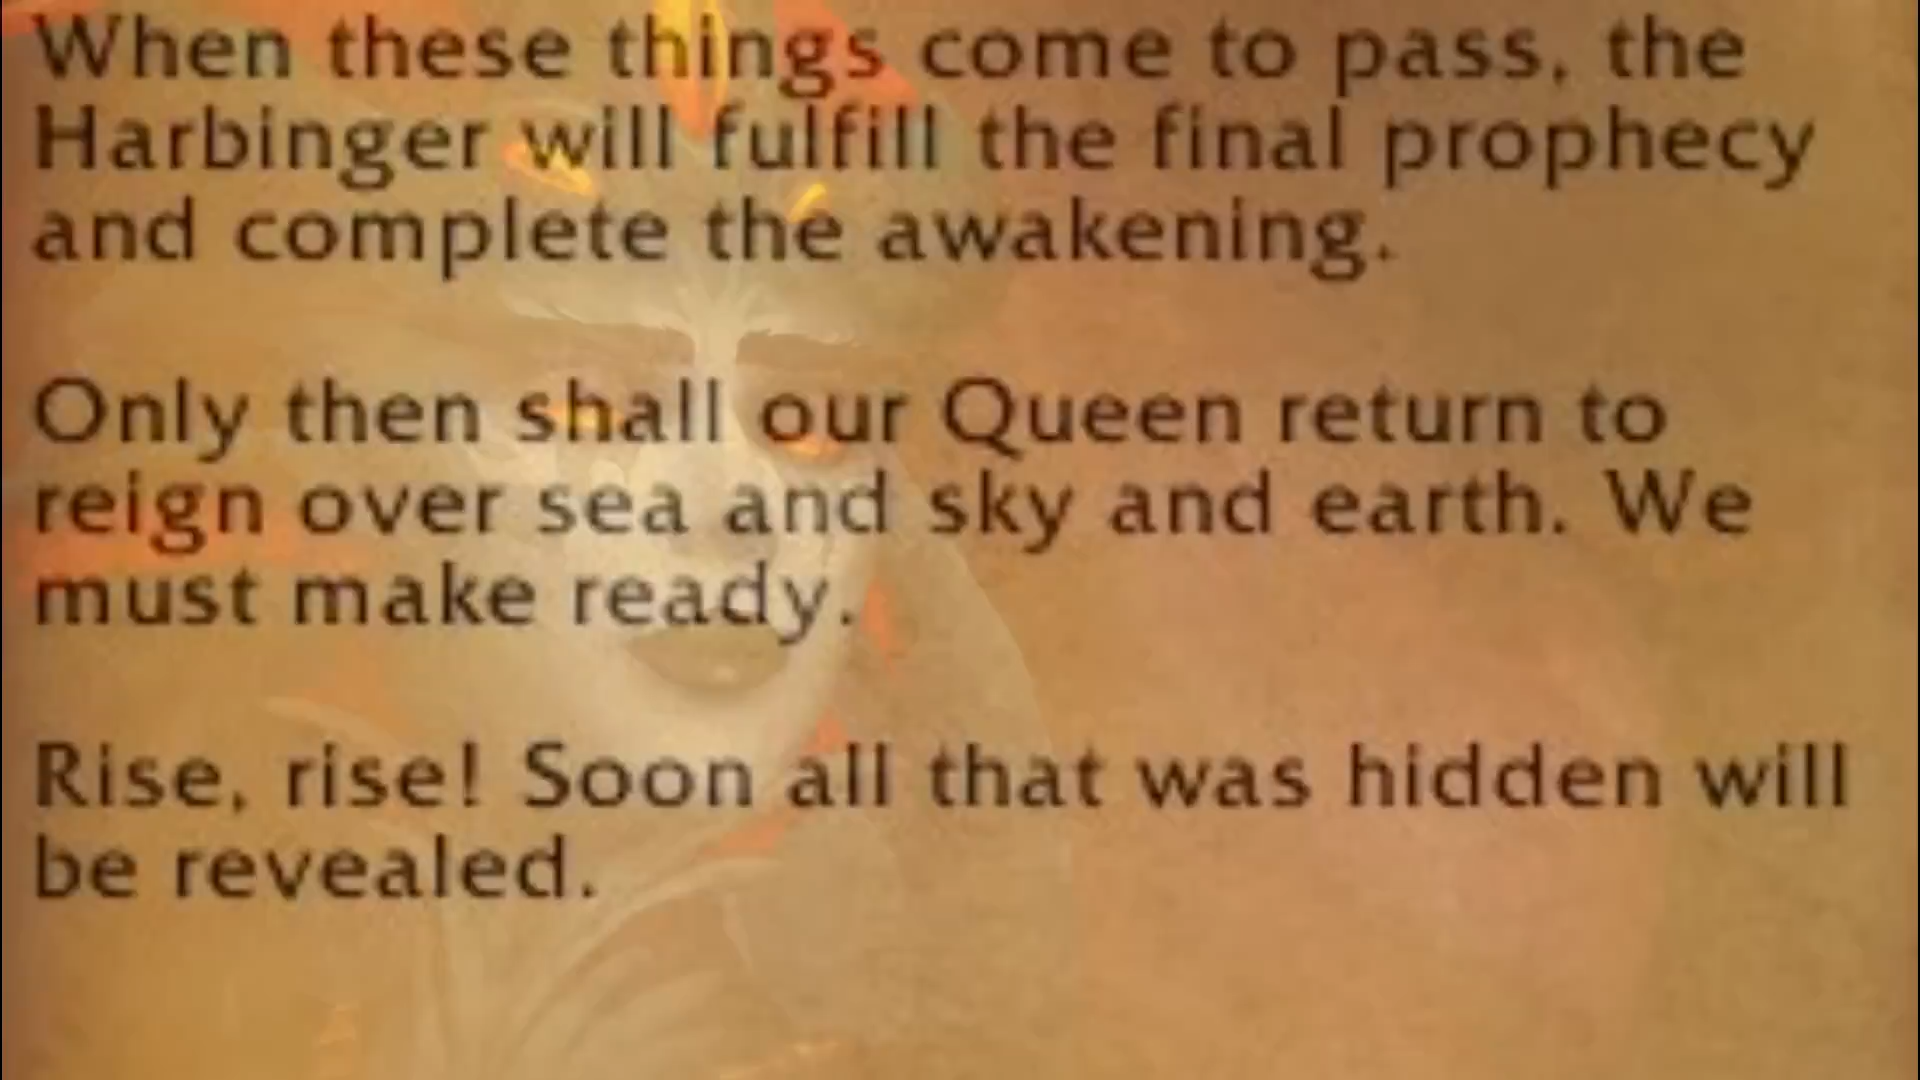 When these things come to pass, the
Harbinger will fulfill the final prophecy
and complete the awakening.
Only then shall our Queen return to
reign over sea and sky and earth. We
must make ready.
Rise, rise! Soon all that was hidden will
be revealed.